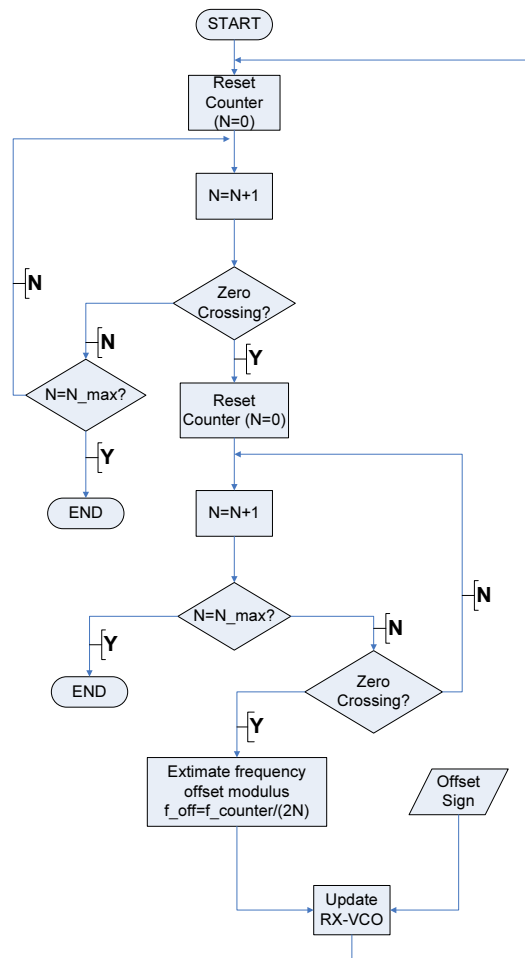 START
Reset
Counter
(N=0)
N=N+1
N
Zero
Crossing?
N
Y
N=N_max?
Reset
Counter (N=0)
Y
END
N=N+1
N
N=N_max?
N
Y
Zero
Crossing?
END
Y
Extimate frequency
offset modulus
f_off=f_counter/(2N)
Offset
Sign
Update
RX-VCO